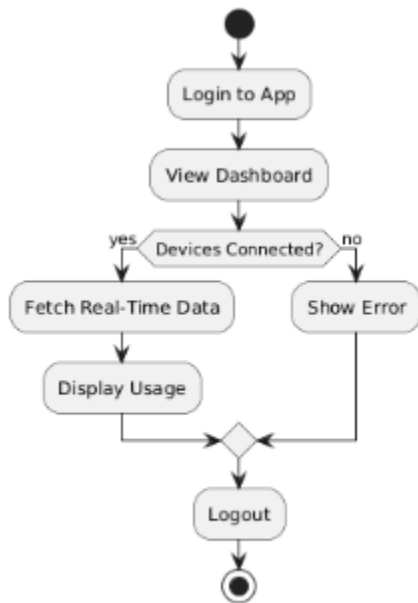 Login to App
View Dashboard
yes
Devices Connected?
no
Fetch Real-Time Data
Show Error
Display Usage
Logout